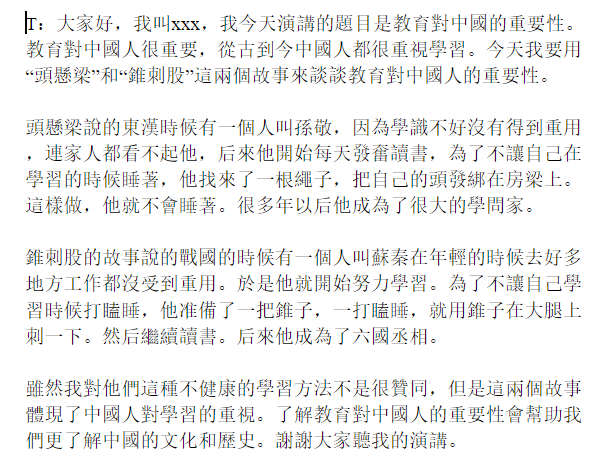 T：大家好，我叫xxx，我今天演講的題目是教育對中國的重要性。
教育對中國人很重要，從古到今中國人都很重視學習。今天我要用
“頭懸梁”和“錐刺股”這兩個故事來談談教育對中國人的重要性。
頭懸梁說的東漢時候有一個人叫孫敬，因為學識不好沒有得到重用
，連家人都看不起他，后來他開始每天發奮讀書，為了不讓自己在
學習的時候睡著，他找來了一根繩子，把自己的頭發綁在房梁上。
這樣做，他就不會睡著。很多年以后他成為了很大的學問家。
錐刺股的故事說的戰國的時候有一個人叫蘇秦在年輕的時候去好多
地方工作都沒受到重用。於是他就開始努力學習。為了不讓自己學
習時候打瞌睡，他准備了一把錐子，一打瞌睡，就用錐子在大腿上
刺一下。然后繼續讀書。后來他成為了六國丞相。
雖然我對他們這種不健康的學習方法不是很贊同，但是這兩個故事
體現了中國人對學習的重視。了解教育對中國人的重要性會幫助我
們更了解中國的文化和歷史。謝謝大家聽我的演講。